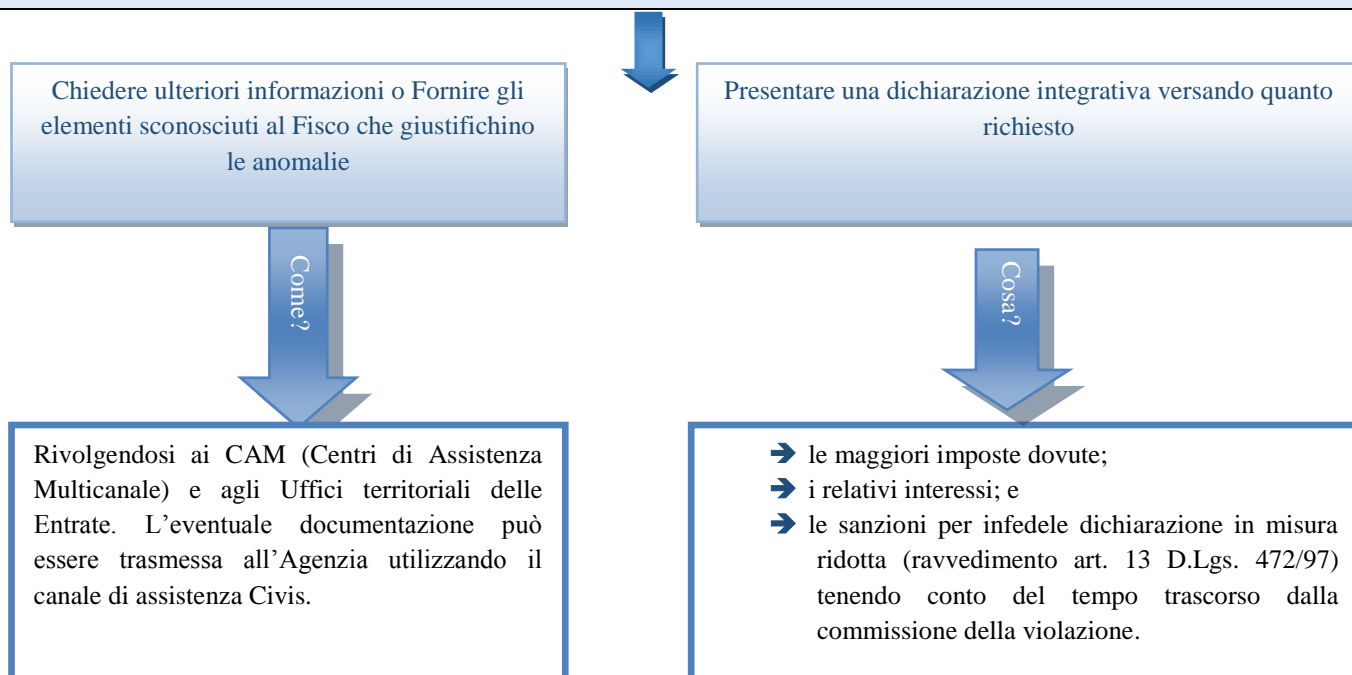 Chiedere ulteriori informazioni o Fornire gli
elementi sconosciuti al Fisco che giustifichino
le anomalie
Come?
Rivolgendosi ai CAM (Centri di Assistenza
Multicanale) e agli Uffici territoriali delle
Entrate. L’eventuale documentazione può
essere trasmessa all’Agenzia utilizzando il
canale di assistenza Civis.
Presentare una dichiarazione integrativa versando quanto
richiesto
Cosa?
➔ le maggiori imposte dovute;
➔ i relativi interessi; e
➔ le sanzioni per infedele dichiarazione in misura
ridotta (ravvedimento art. 13 D.Lgs. 472/97)
tenendo conto del tempo trascorso dalla
commissione della violazione.